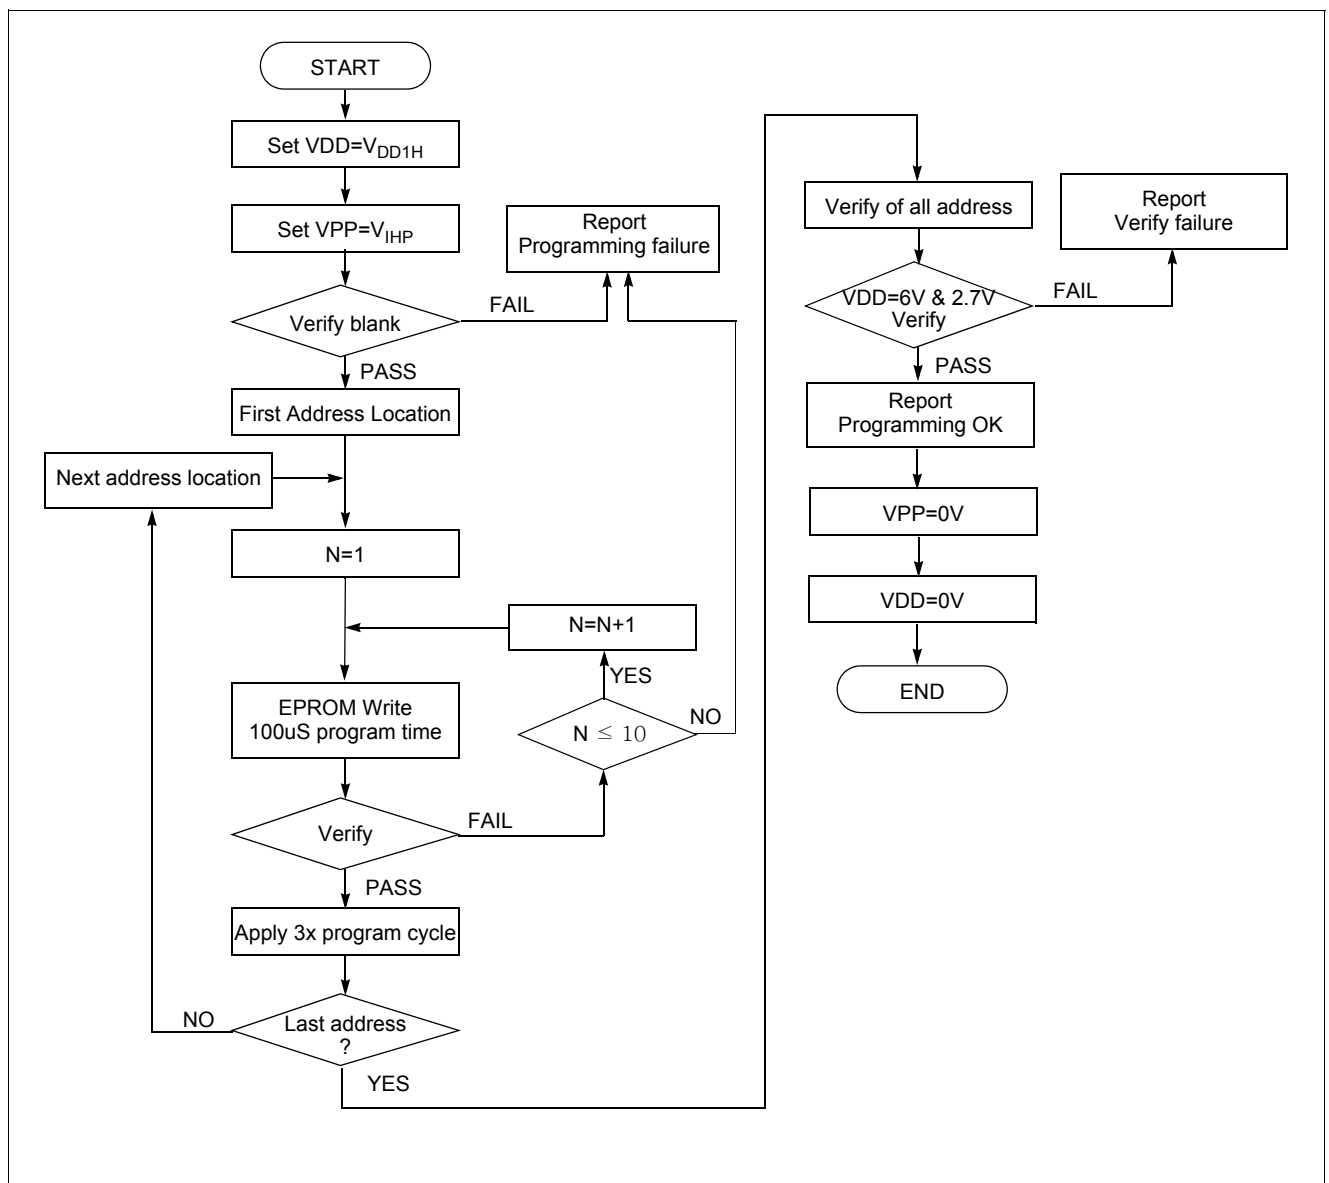 START
Set VDD=V_DD1H
Set VPP=V_IHP
Report
Programming failure
Verify blank
FAIL
PASS
First Address Location
Next address location
N=1
N=N+1
YES
EPROM Write
100uS program time
N ≤ 10
NO
Verify
FAIL
PASS
Apply 3x program cycle
Last address
?
NO
YES
Verify of all address
Report
Verify failure
VDD=6V & 2.7V
Verify
FAIL
PASS
Report
Programming OK
VPP=0V
VDD=0V
END